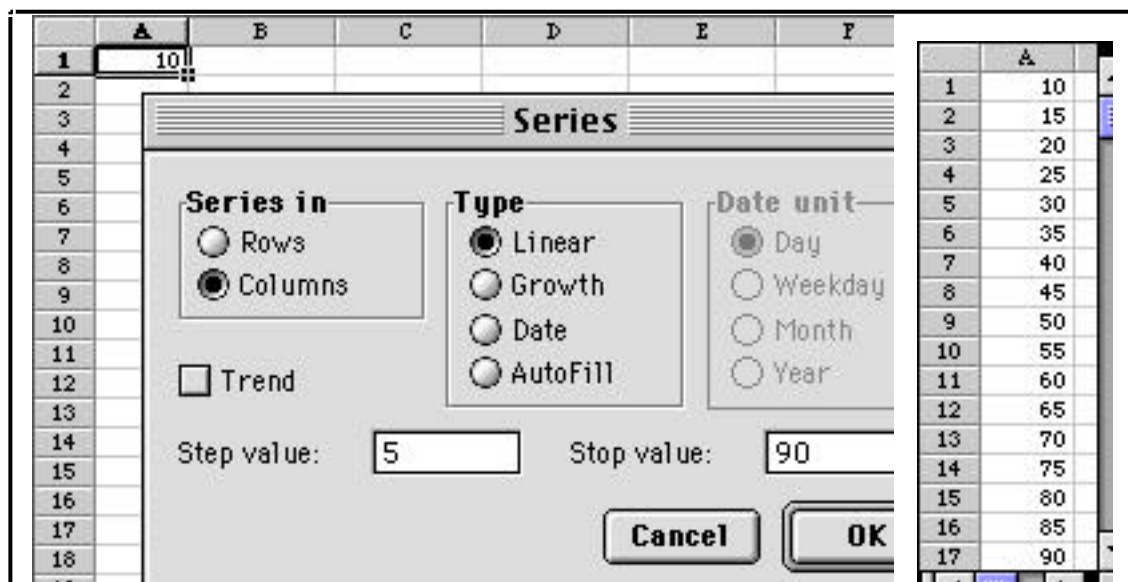 A B C D E F
1 10
2
3
4
5
6
7
8
9
10
11
12
13
14
15
16
17
18
Series
Series in
Rows
Columns
Type
Linear
Growth
Date
AutoFill
Date unit
Day
Weekday
Month
Year
Trend
Step value: 5
Stop value: 90
Cancel
OK
A
1 10
2 15
3 20
4 25
5 30
6 35
7 40
8 45
9 50
10 55
11 60
12 65
13 70
14 75
15 80
16 85
17 90